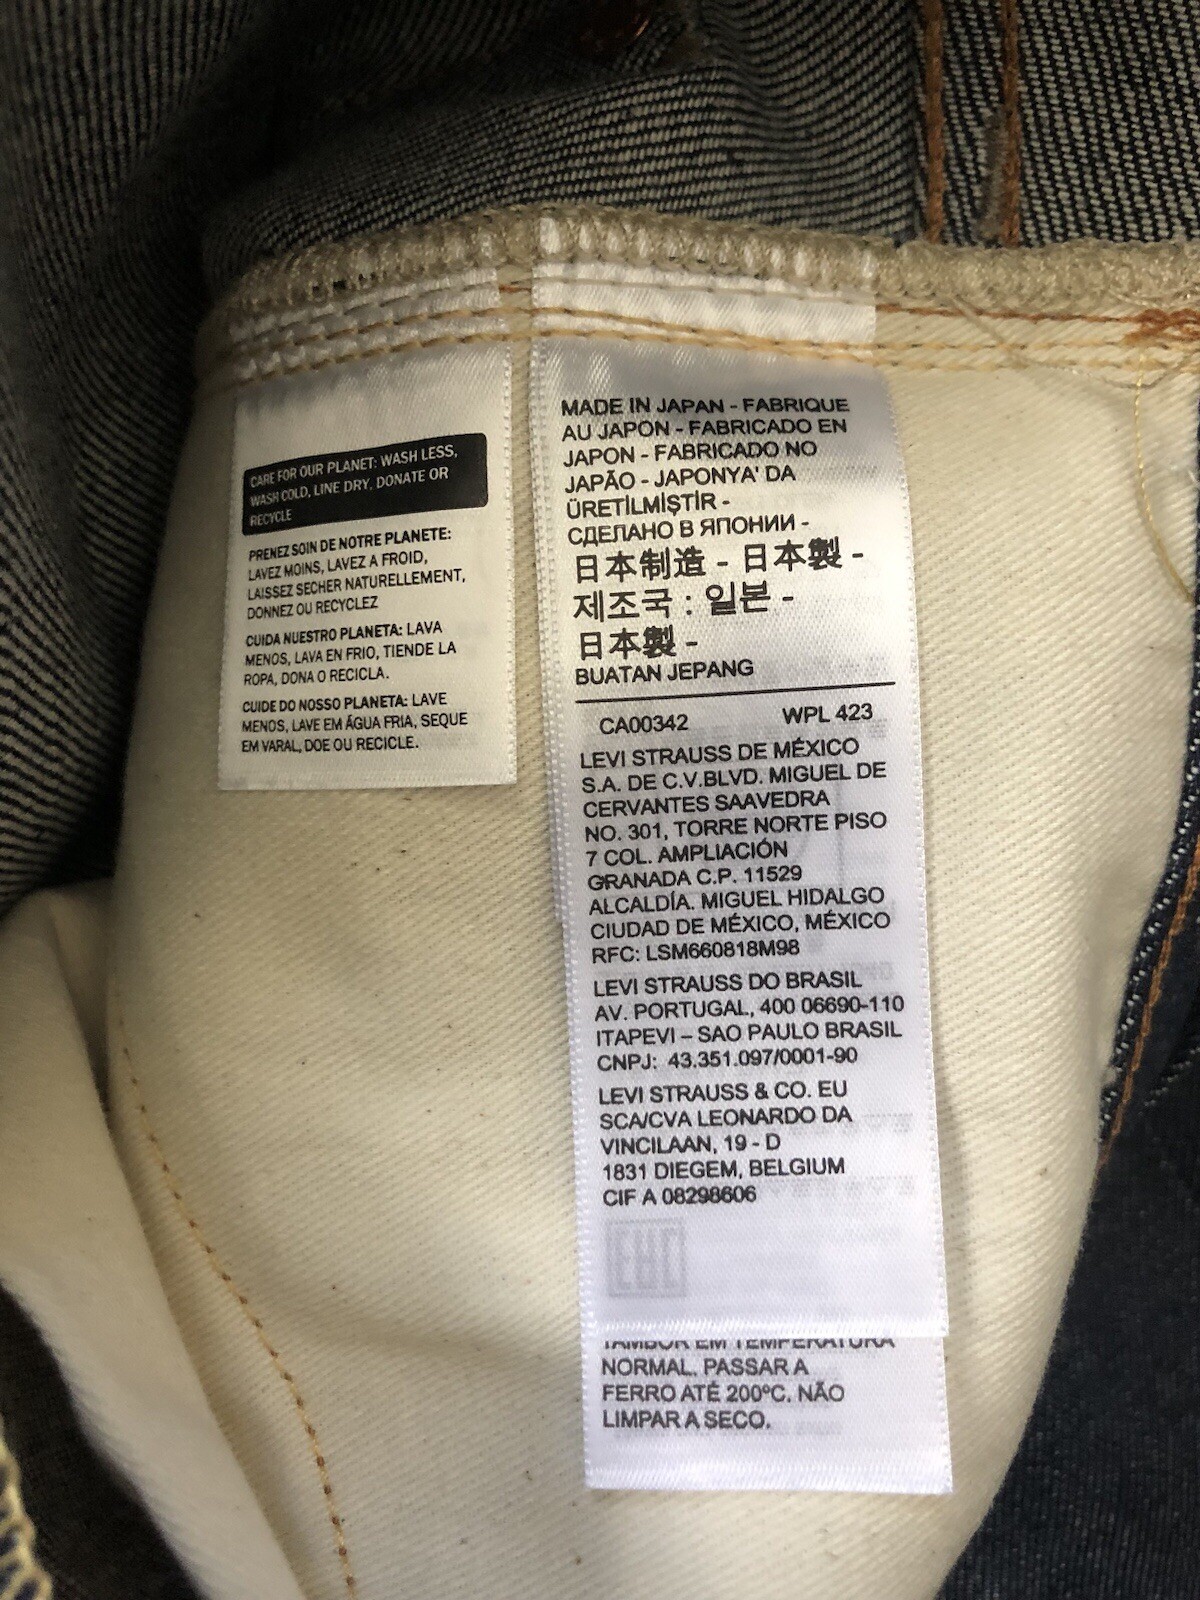 CARE FOR OUR PLANET: WASH LESS,
WASH COLD, LINE DRY, DONATE OR
RECYCLE
PRENEZ SOIN DE NOTRE PLANETE:
LAVEZ MOINS, LAVEZ A FROID,
LAISSEZ SECHER NATURELLEMENT,
DONNEZ OU RECYCLEZ
CUIDA NUESTRO PLANETA: LAVA
MENOS, LAVA EN FRIO, TIENDE LA
ROPA, DONA O RECICLA.
CUIDE DO NOSSO PLANETA: LAVE
MENOS, LAVE EM ÁGUA FRIA, SEQUE
EM VARAL, DOE OU RECICLE.
MADE IN JAPAN - FABRIQUE
AU JAPON - FABRICADO EN
JAPON - FABRICADO NO
JAPÃO - JAPONYA' DA
ÜRETİLMİŞTİR -
СДЕЛАНО В ЯПОНИИ -
日本制造 - 日本製 -
제조국 : 일본 -
日本製 -
BUATAN JEPANG
CA00342 WPL 423
LEVI STRAUSS DE MÉXICO
S.A. DE C.V.BLVD. MIGUEL DE
CERVANTES SAAVEDRA
NO. 301, TORRE NORTE PISO
7 COL. AMPLIACIÓN
GRANADA C.P. 11529
ALCALDÍA. MIGUEL HIDALGO
CIUDAD DE MÉXICO, MÉXICO
RFC: LSM660818M98
LEVI STRAUSS DO BRASIL
AV. PORTUGAL, 400 06690-110
ITAPEVI – SAO PAULO BRASIL
CNPJ: 43.351.097/0001-90
LEVI STRAUSS & CO. EU
SCA/CVA LEONARDO DA
VINCILAAN, 19 - D
1831 DIEGEM, BELGIUM
CIF A 08298606
EAC
TAMBOR EM TEMPERATURA
NORMAL. PASSAR A
FERRO ATÉ 200ºC. NÃO
LIMPAR A SECO.